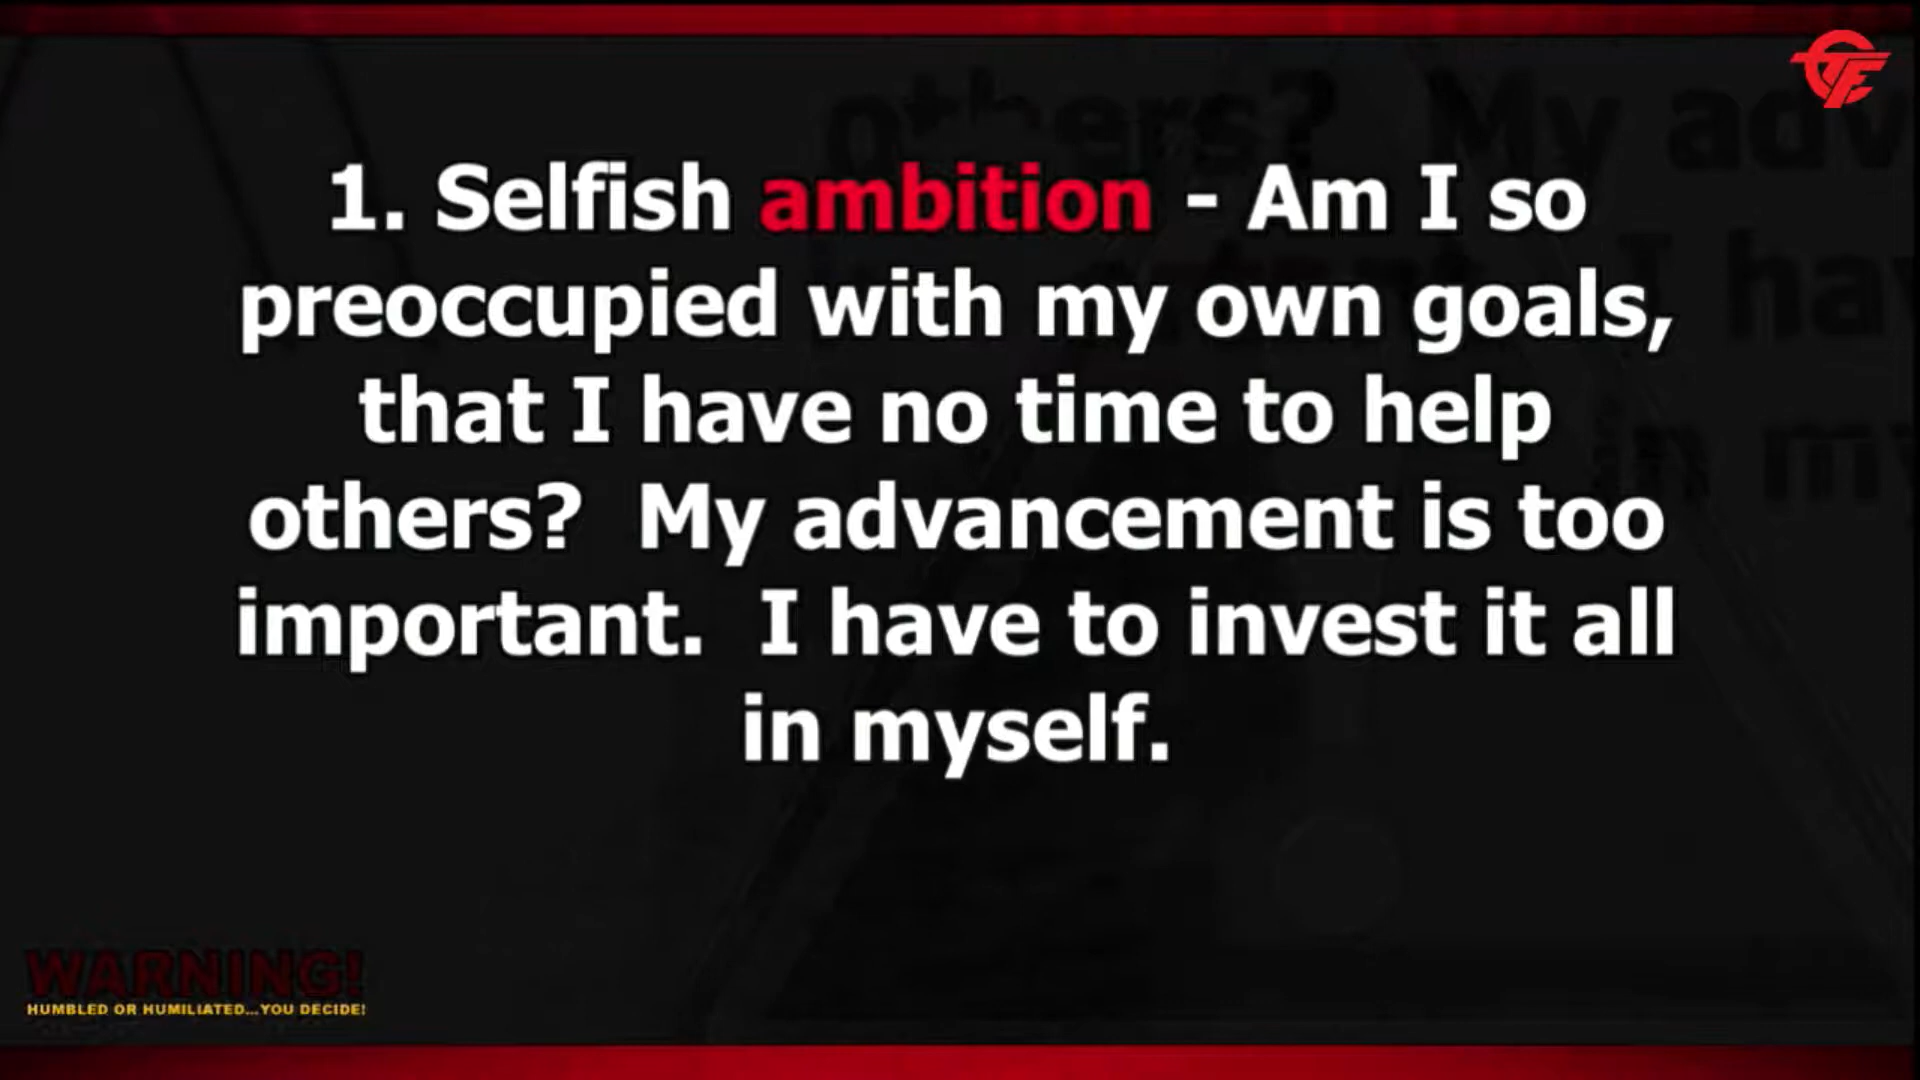 1. Selfish ambition - Am I so
preoccupied with my own goals,
that I have no time to help
others?  My advancement is too
important.  I have to invest it all
in myself.
WARNING!
HUMBLED OR HUMILIATED...YOU DECIDE!